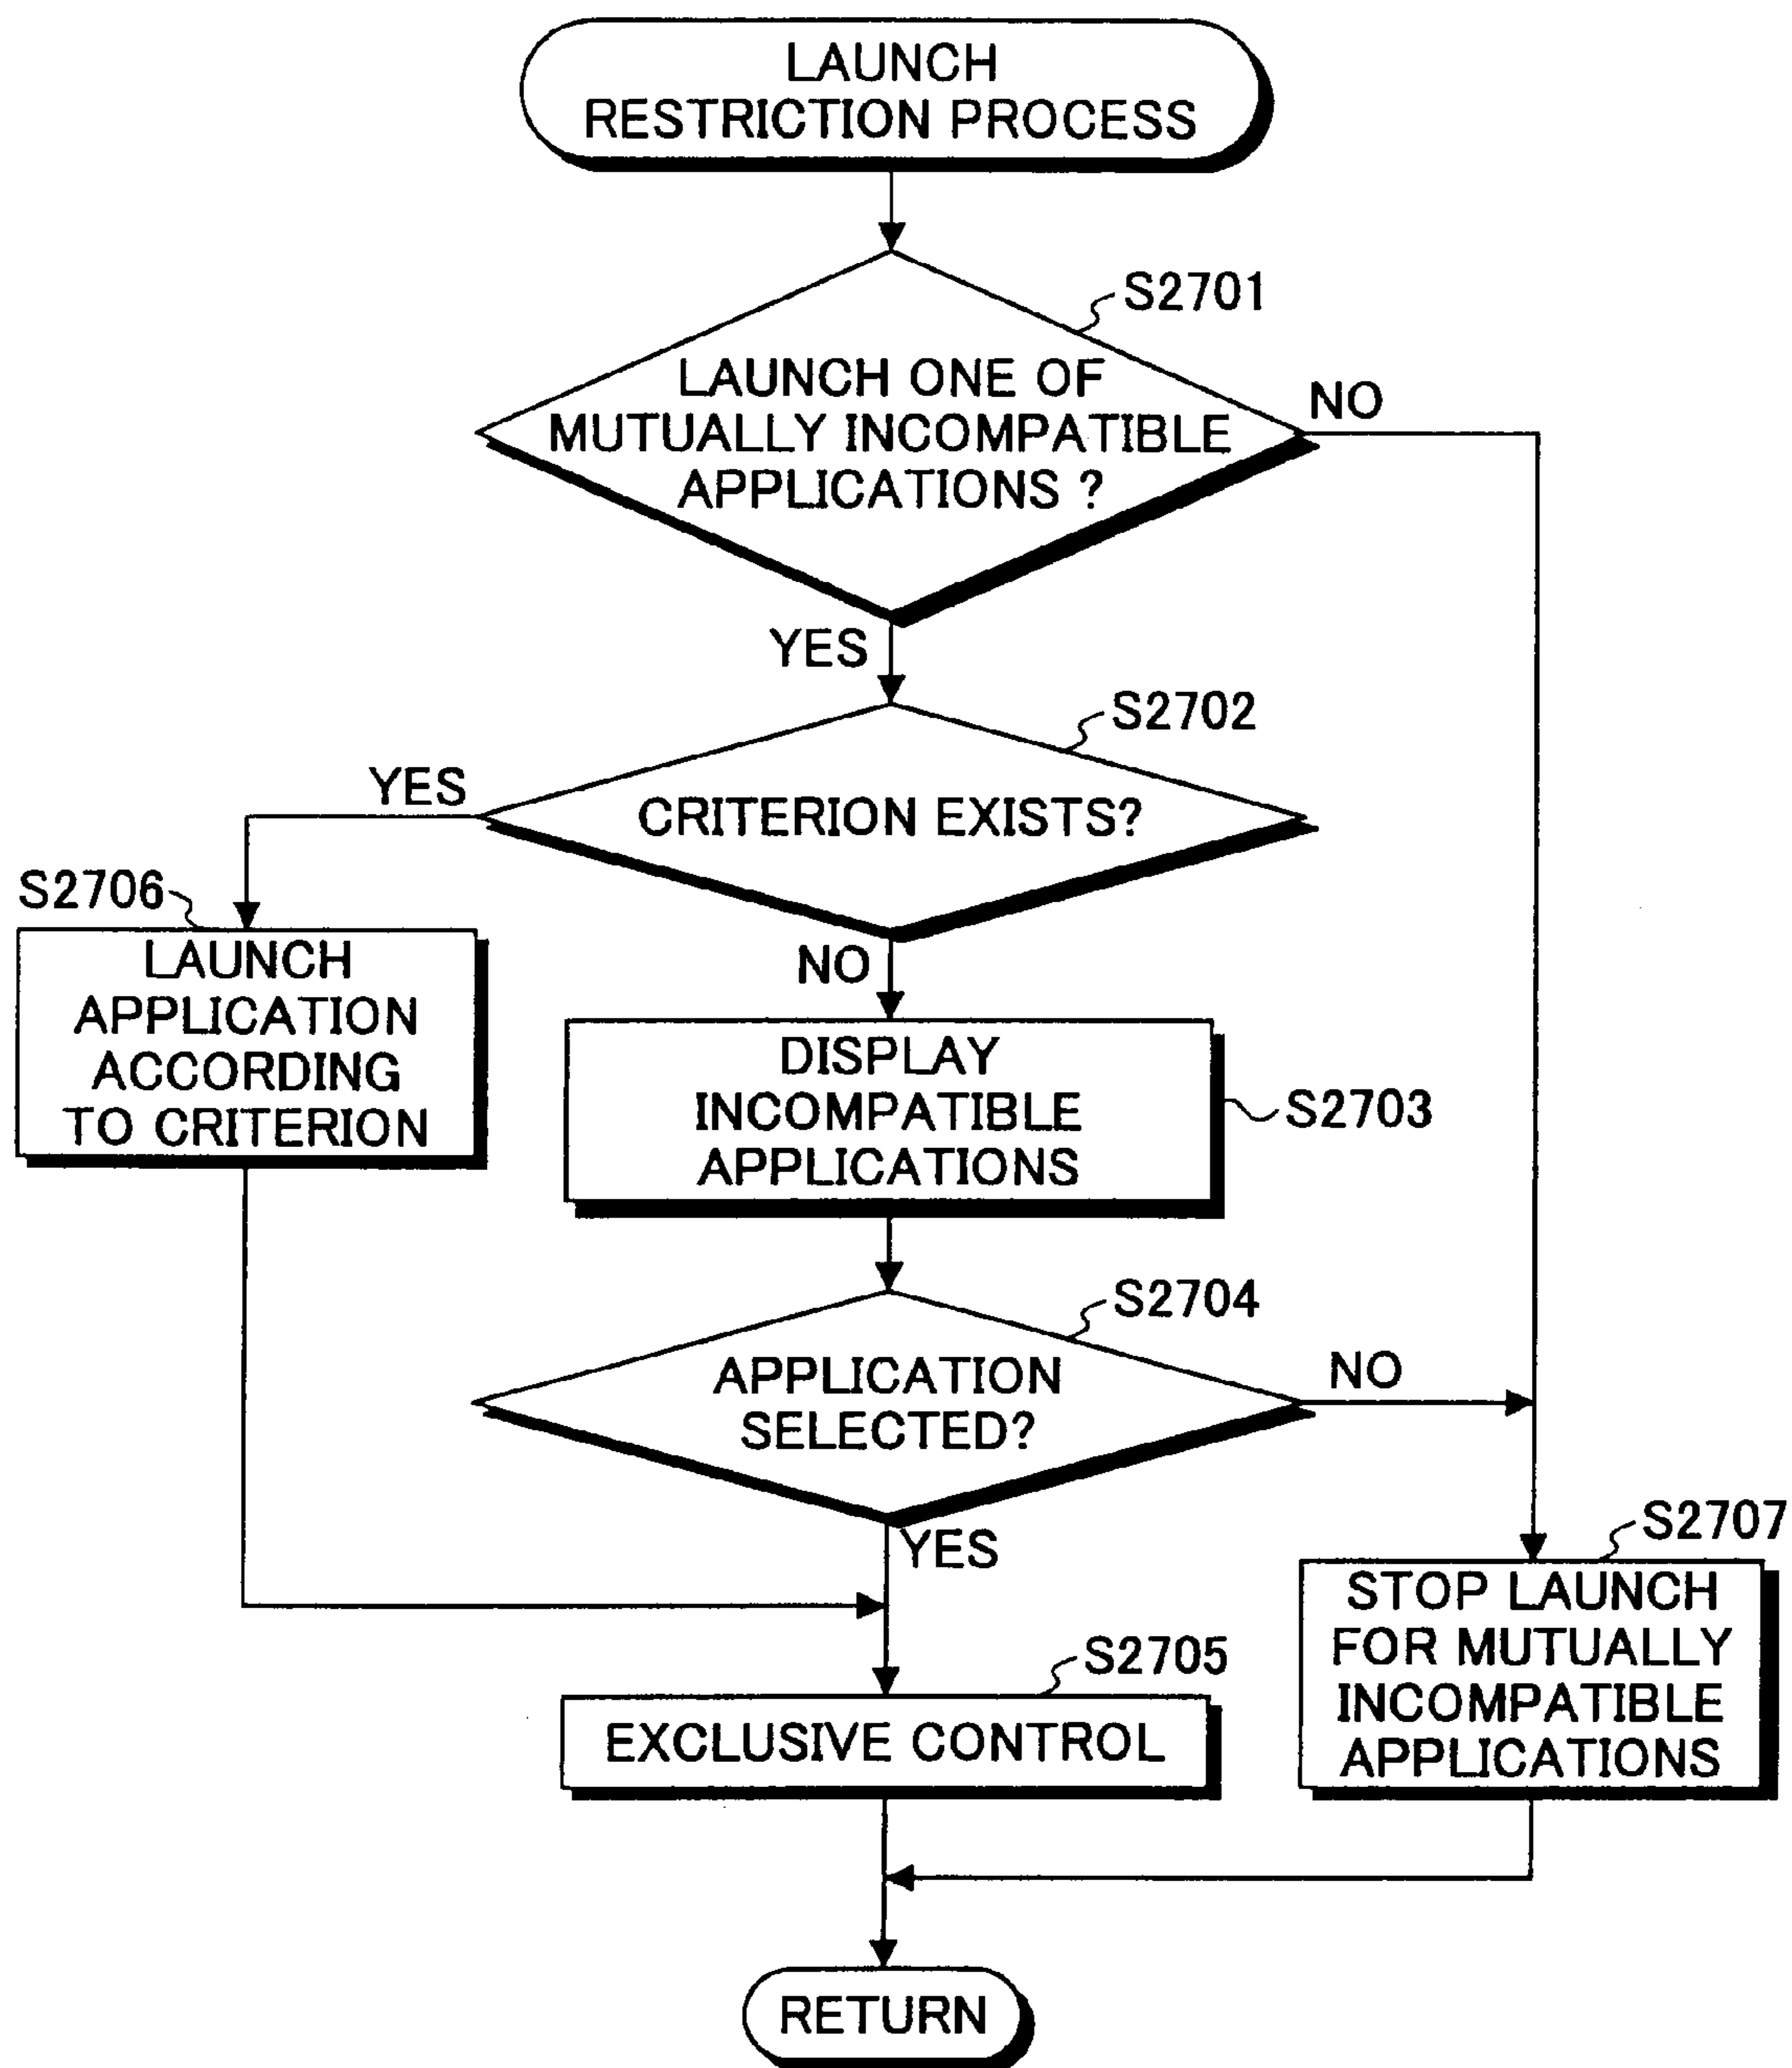 LAUNCH
RESTRICTION PROCESS
S2701
LAUNCH ONE OF
MUTUALLY INCOMPATIBLE
APPLICATIONS ?
NO
YES
S2702
CRITERION EXISTS?
YES
NO
S2706
LAUNCH
APPLICATION
ACCORDING
TO CRITERION
DISPLAY
INCOMPATIBLE
APPLICATIONS
S2703
S2704
APPLICATION
SELECTED?
NO
YES
S2707
STOP LAUNCH
FOR MUTUALLY
INCOMPATIBLE
APPLICATIONS
S2705
EXCLUSIVE CONTROL
RETURN